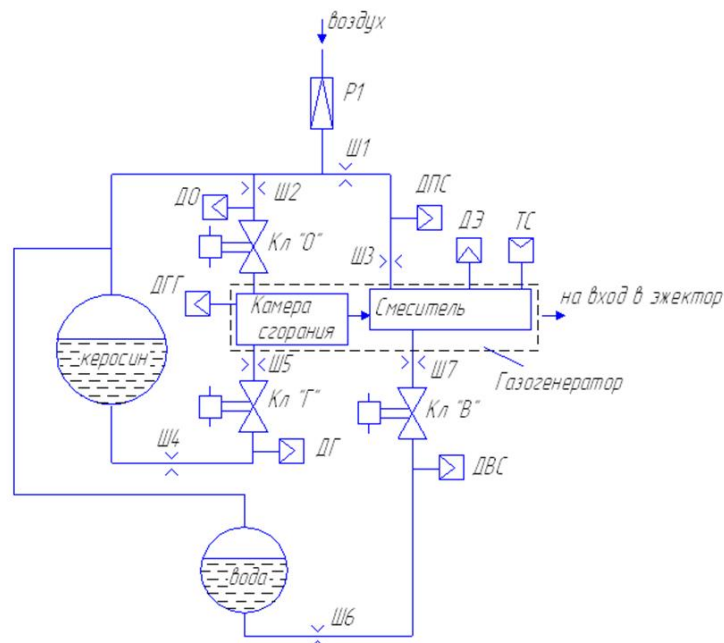 воздух
Р1
Ш1
ДО
Ш2
ДПС
ДЭ
ТС
Кл "О"
Ш3
ДГГ
Камера
сгорания
Смеситель
на вход в эжектор
керосин
Ш5
Ш7
Газогенератор
Кл "Г"
Кл "В"
Ш4
ДГ
ДВС
вода
Ш6